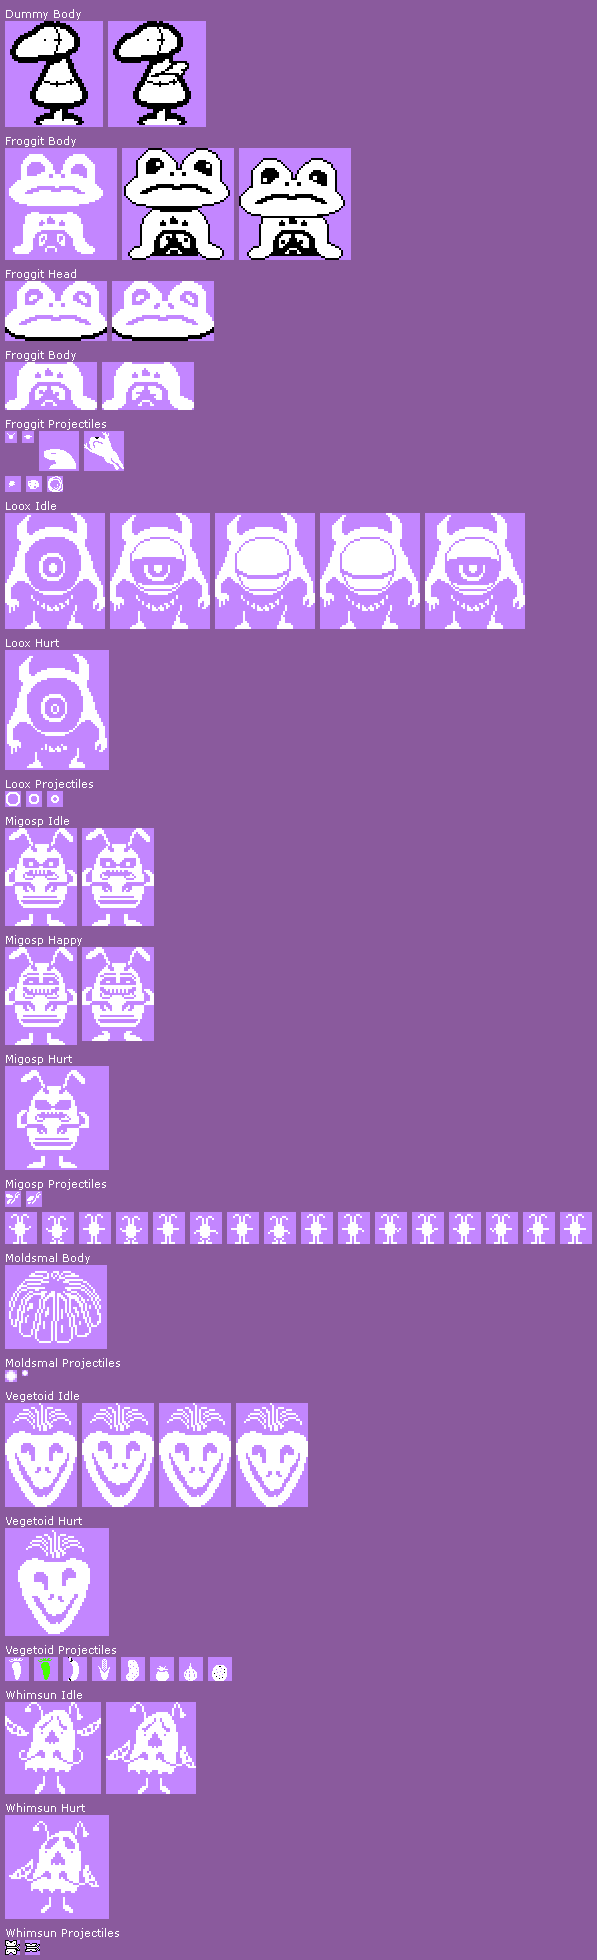 Dummy Body
Froggit Body
Froggit Head
Froggit Body
Froggit Projectiles
Loox Idle
Loox Hurt
Loox Projectiles
Migosp Idle
Migosp Happy
Migosp Hurt
Migosp Projectiles
Moldsmal Body
Moldsmal Projectiles
Vegetoid Idle
Vegetoid Hurt
Vegetoid Projectiles
Whimsun Idle
Whimsun Hurt
Whimsun Projectiles